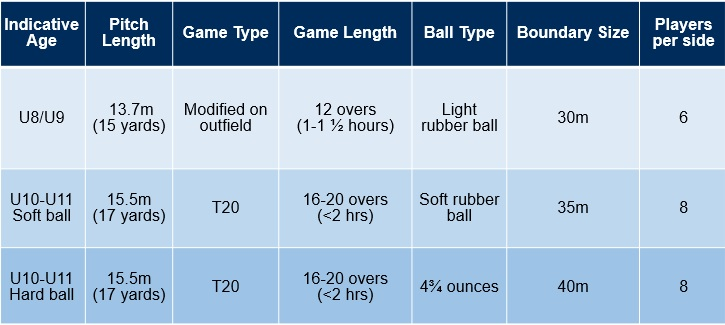 Indicative Age | Pitch Length | Game Type | Game Length | Ball Type | Boundary Size | Players per side
U8/U9 | 13.7m (15 yards) | Modified on outfield | 12 overs (1-1 ½ hours) | Light rubber ball | 30m | 6
U10-U11 Soft ball | 15.5m (17 yards) | T20 | 16-20 overs (<2 hrs) | Soft rubber ball | 35m | 8
U10-U11 Hard ball | 15.5m (17 yards) | T20 | 16-20 overs (<2 hrs) | 4¾ ounces | 40m | 8